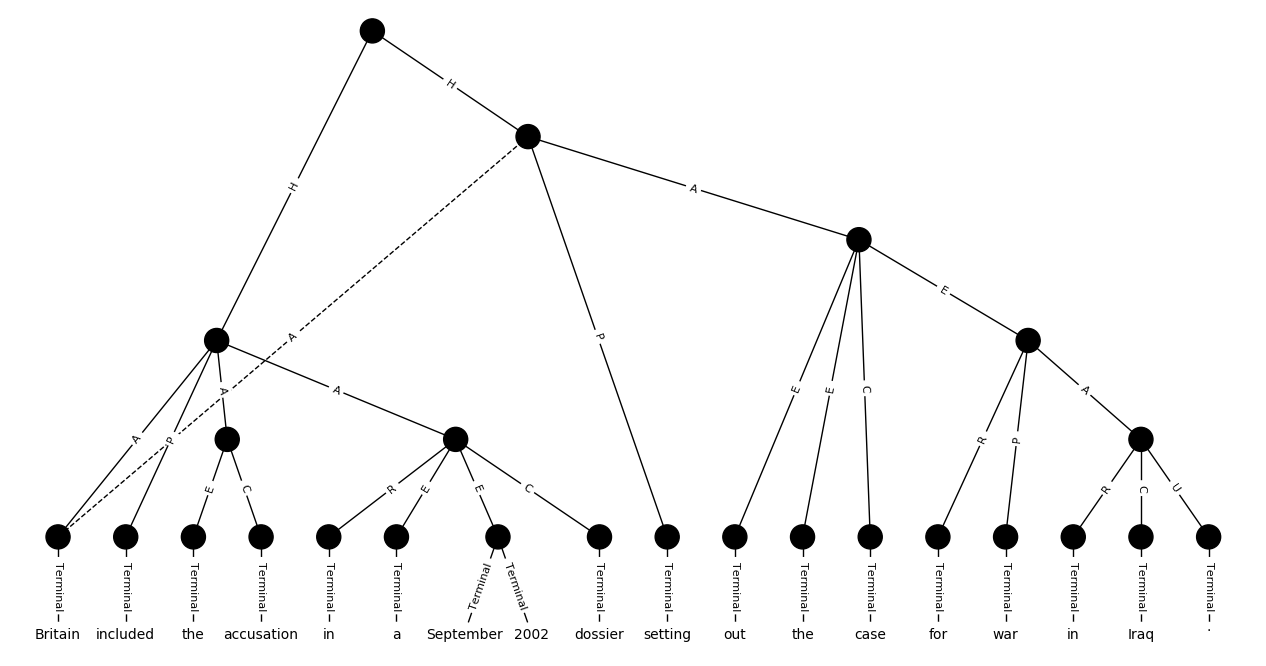 H
H
A
H
E
A
P
A
A
A
E
E
C
A
A
P
R
P
E
C
R
E
E
C
R
C
U
Terminal Terminal Terminal Terminal Terminal Terminal Terminal Terminal Terminal Terminal Terminal Terminal Terminal Terminal Terminal Terminal Terminal Terminal
Britain included the accusation in a September 2002 dossier setting out the case for war in Iraq .